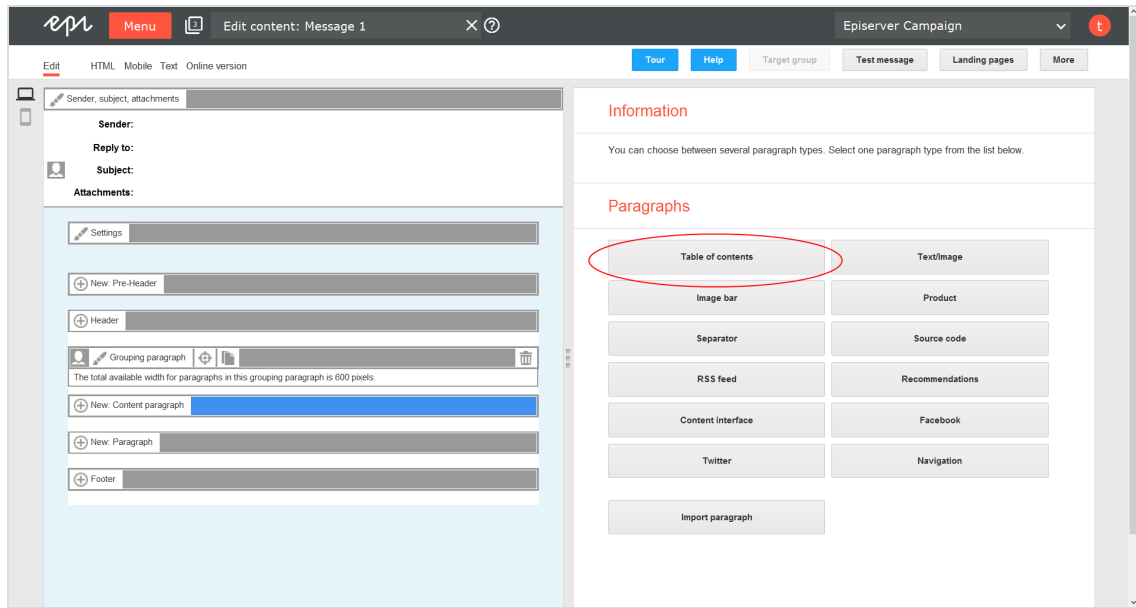 epi Menu 3 Edit content: Message 1 Episerver Campaign t
Edit HTML Mobile Text Online version Tour Help Target group Test message Landing pages More
Sender, subject, attachments
Sender:
Reply to:
Subject:
Attachments:
Settings
New: Pre-Header
Header
Grouping paragraph
The total available width for paragraphs in this grouping paragraph is 600 pixels.
New: Content paragraph
New: Paragraph
Footer
Information
You can choose between several paragraph types. Select one paragraph type from the list below.
Paragraphs
Table of contents Text/Image
Image bar Product
Separator Source code
RSS feed Recommendations
Content interface Facebook
Twitter Navigation
Import paragraph